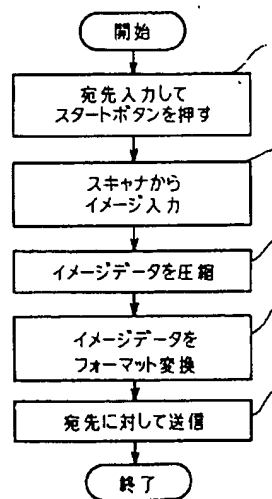 開始
宛先入力して
スタートボタンを押す
スキャナから
イメージ入力
イメージデータを圧縮
イメージデータを
フォーマット変換
宛先に対して送信
終了